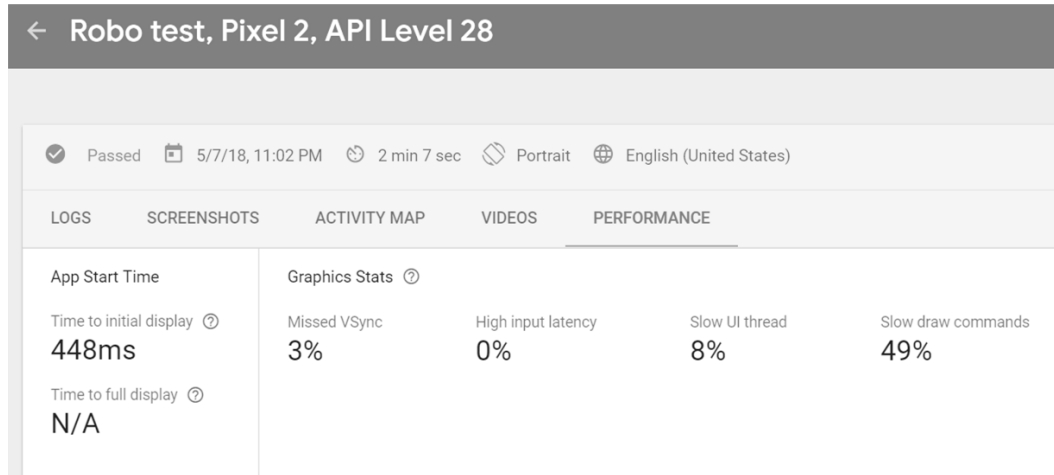 Robo test, Pixel 2, API Level 28
Passed 5/7/18, 11:02 PM 2 min 7 sec Portrait English (United States)
LOGS SCREENSHOTS ACTIVITY MAP VIDEOS PERFORMANCE
App Start Time
Time to initial display
448ms
Time to full display
N/A
Graphics Stats
Missed VSync High input latency Slow UI thread Slow draw commands
3% 0% 8% 49%